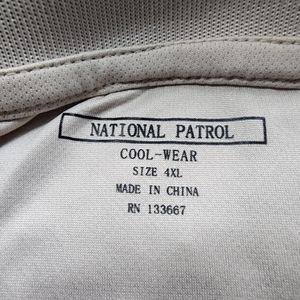 NATIONAL PATROL
COOL-WEAR
SIZE 4XL
MADE IN CHINA
RN 133667